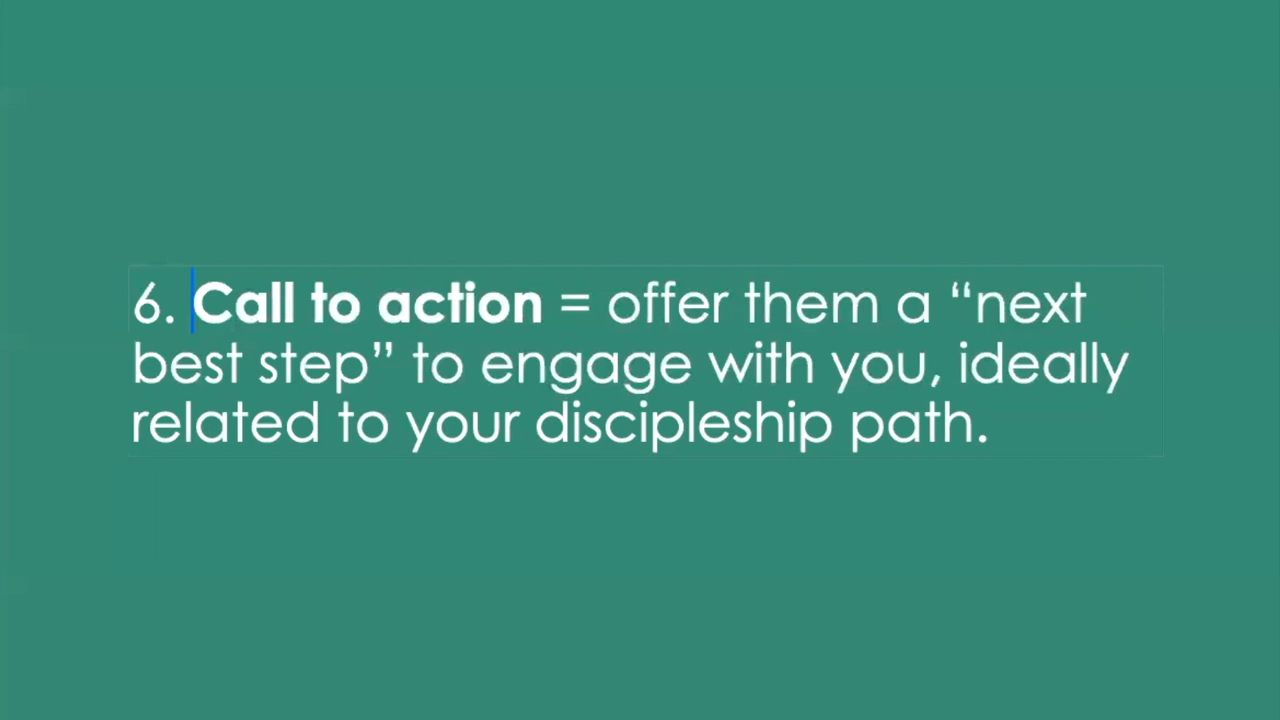 6. Call to action = offer them a “next
best step” to engage with you, ideally
related to your discipleship path.